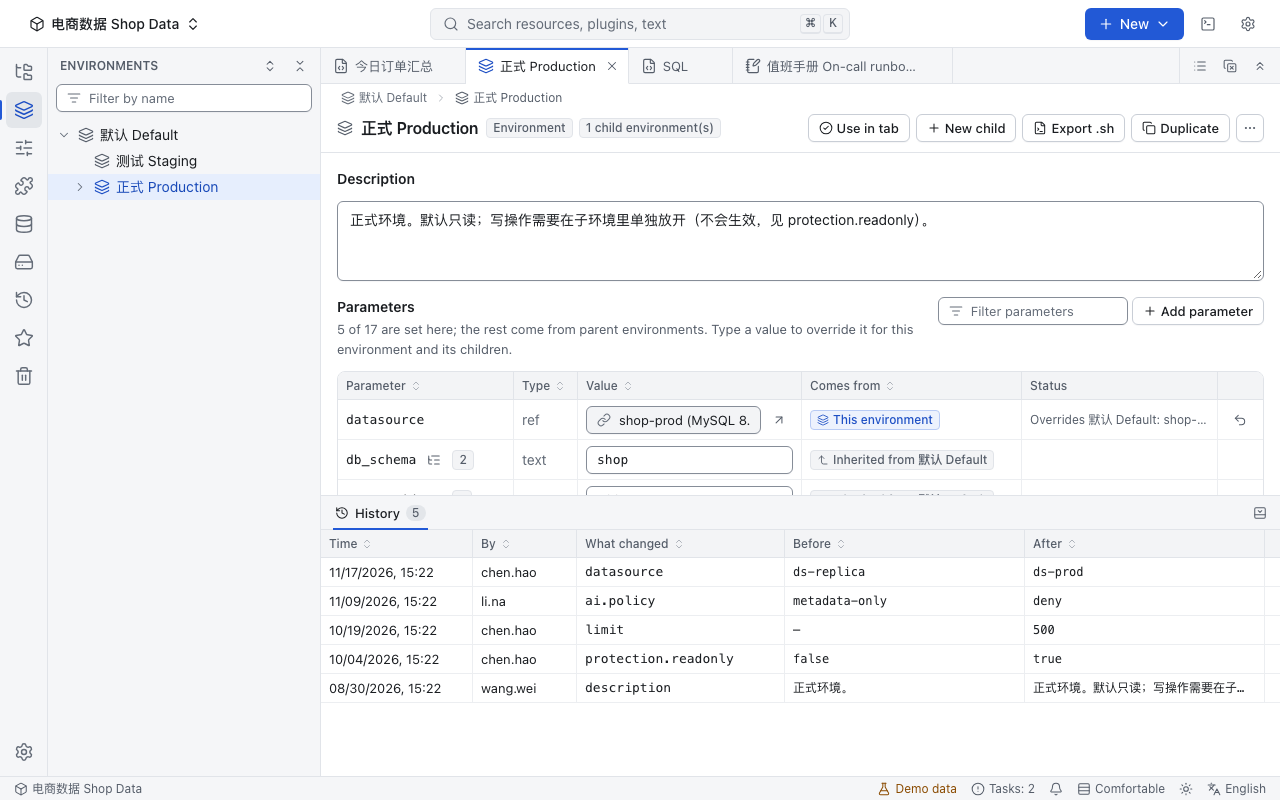 电商数据 Shop Data
Search resources, plugins, text
⌘ K
New
ENVIRONMENTS
Filter by name
默认 Default
测试 Staging
正式 Production
今日订单汇总
正式 Production
SQL
值班手册 On-call runbo...
默认 Default
正式 Production
正式 Production
Environment
1 child environment(s)
Use in tab
New child
Export .sh
Duplicate
Description
正式环境。默认只读；写操作需要在子环境里单独放开（不会生效，见 protection.readonly）。
Parameters
5 of 17 are set here; the rest come from parent environments. Type a value to override it for this
environment and its children.
Filter parameters
Add parameter
Parameter Type Value Comes from Status
datasource ref shop-prod (MySQL 8. This environment Overrides 默认 Default: shop-...
db_schema 2 text shop Inherited from 默认 Default
History 5
Time By What changed Before After
11/17/2026, 15:22 chen.hao datasource ds-replica ds-prod
11/09/2026, 15:22 li.na ai.policy metadata-only deny
10/19/2026, 15:22 chen.hao limit — 500
10/04/2026, 15:22 chen.hao protection.readonly false true
08/30/2026, 15:22 wang.wei description 正式环境。 正式环境。默认只读；写操作需要在子...
电商数据 Shop Data
Demo data
Tasks: 2
Comfortable
English